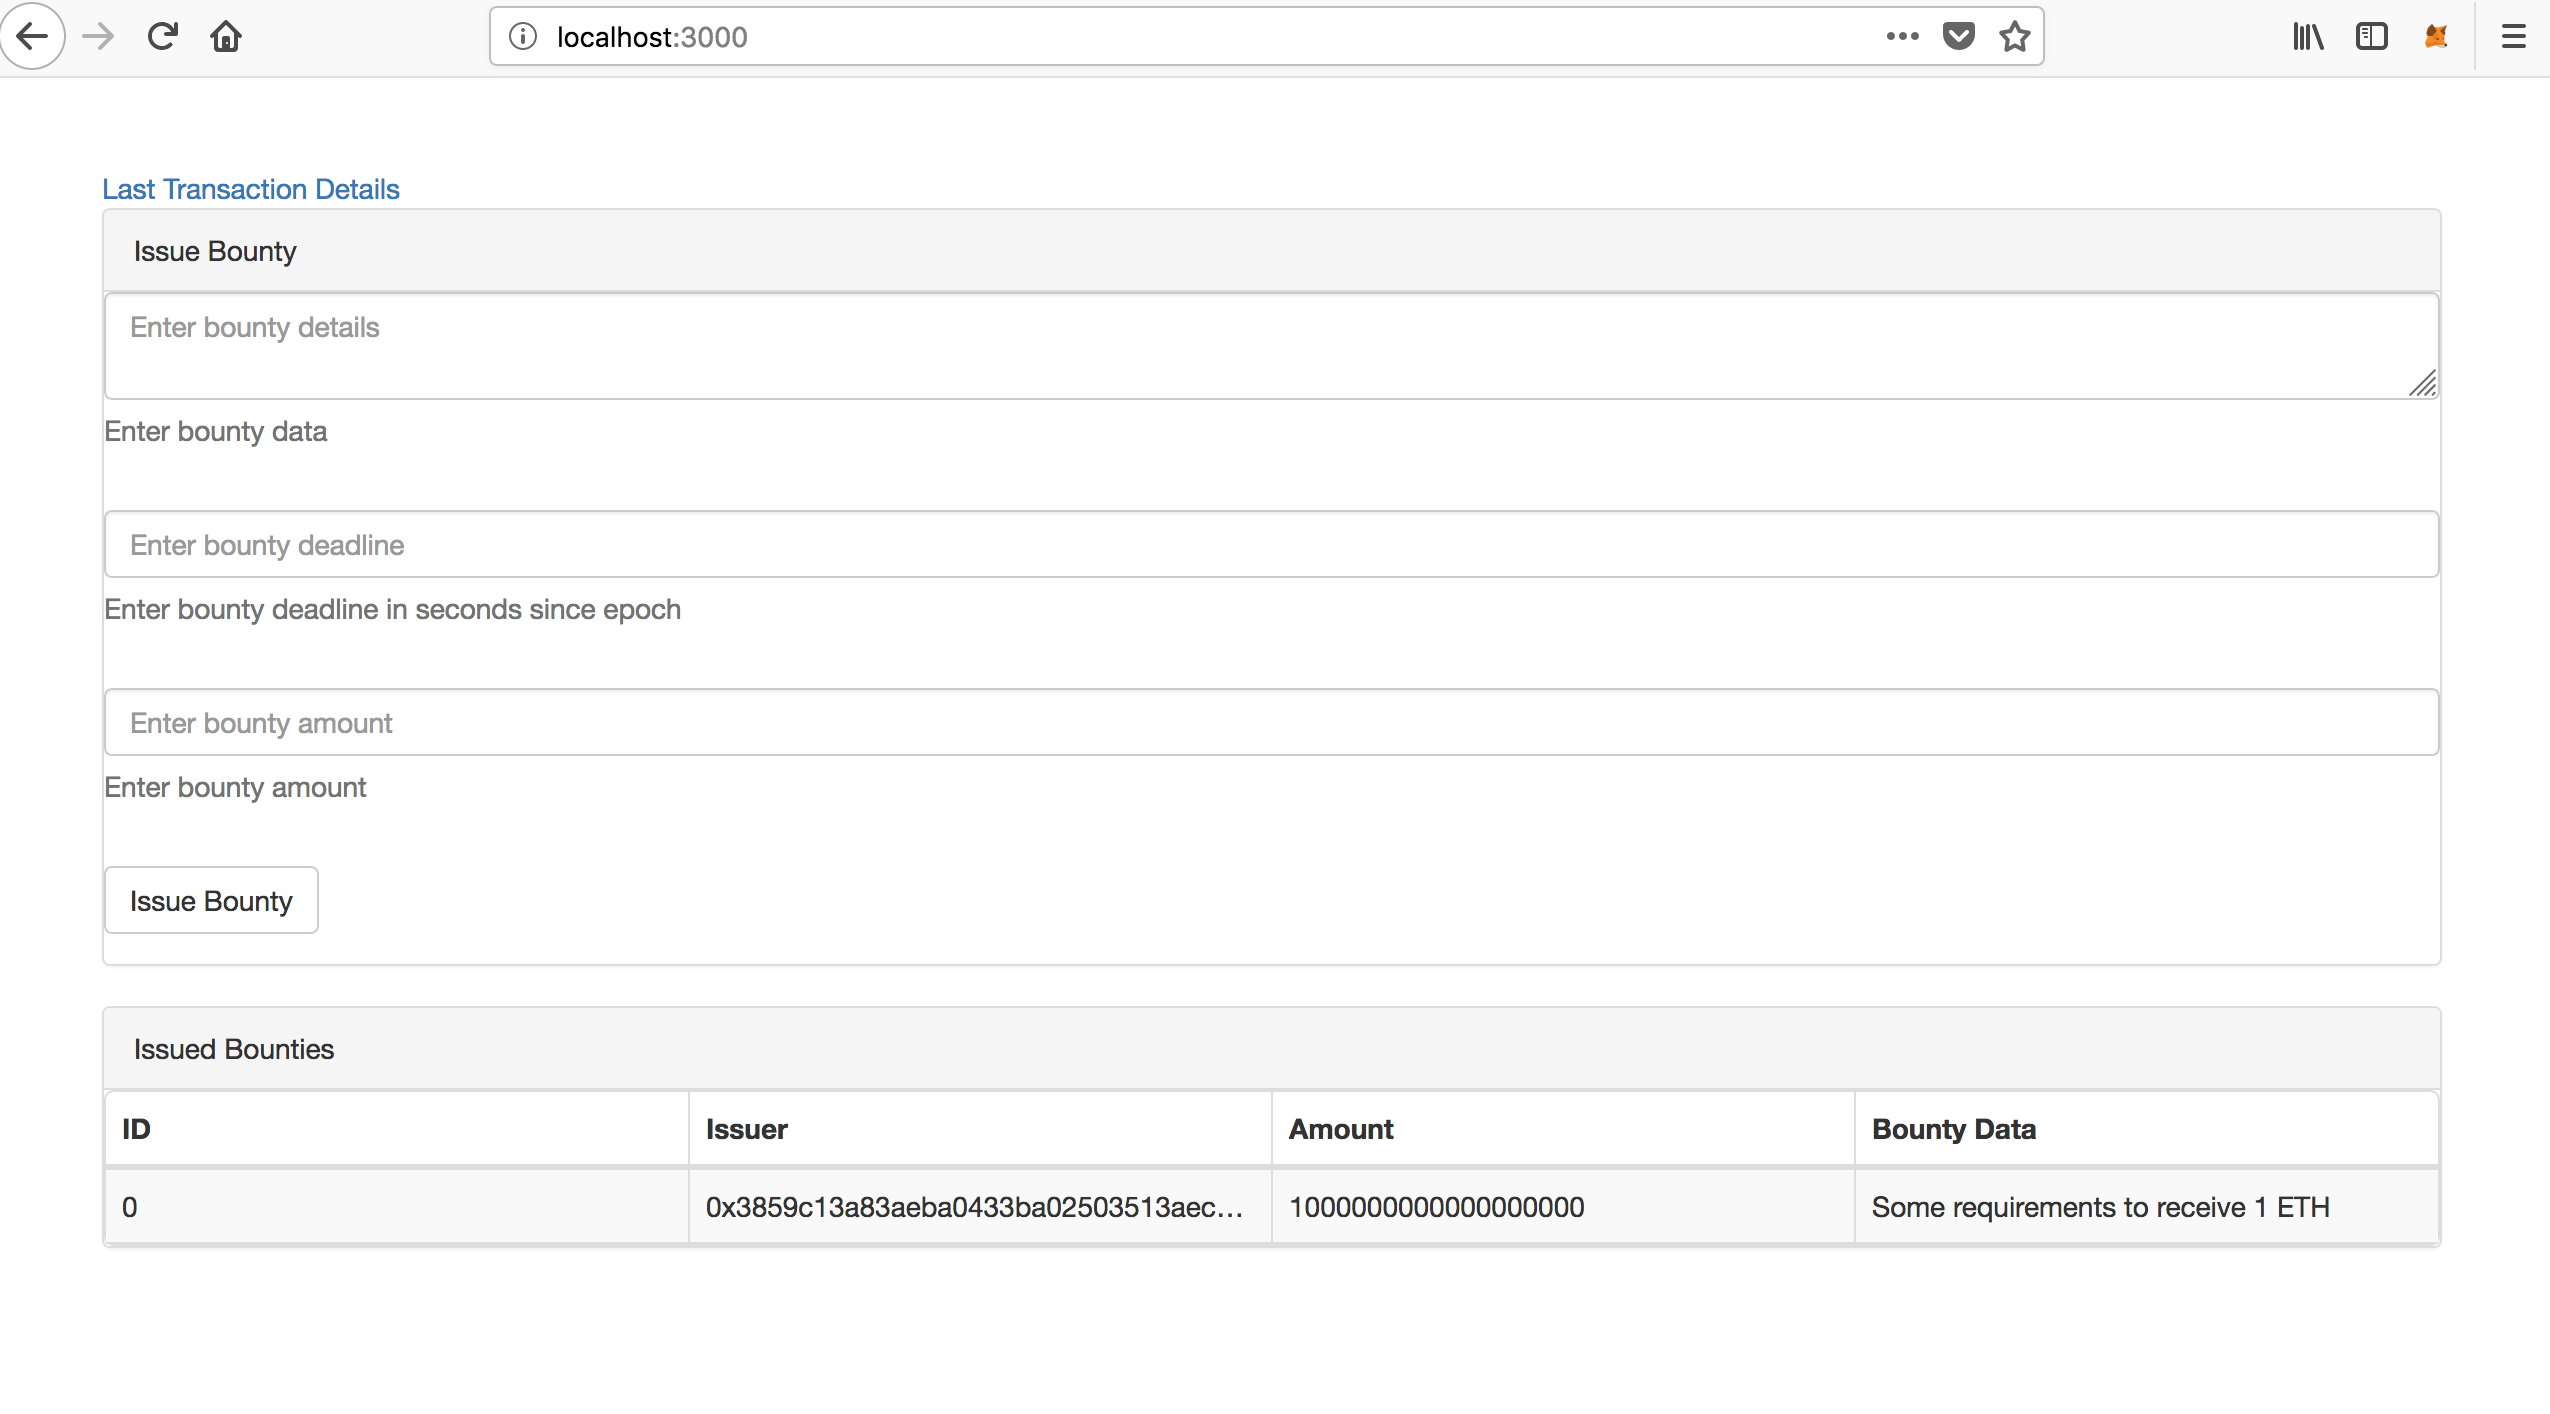 localhost:3000
Last Transaction Details
Issue Bounty
Enter bounty details
Enter bounty data
Enter bounty deadline
Enter bounty deadline in seconds since epoch
Enter bounty amount
Enter bounty amount
Issue Bounty
Issued Bounties
ID Issuer Amount Bounty Data
0 0x3859c13a83aeba0433ba02503513aec... 1000000000000000000 Some requirements to receive 1 ETH